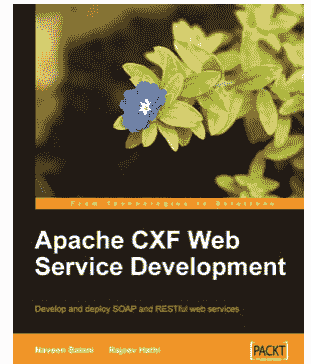 From Technologies to Solutions
Apache CXF Web
Service Development
Develop and deploy SOAP and RESTful web services
Naveen Balani Rajeev Hathi
[PACKT]